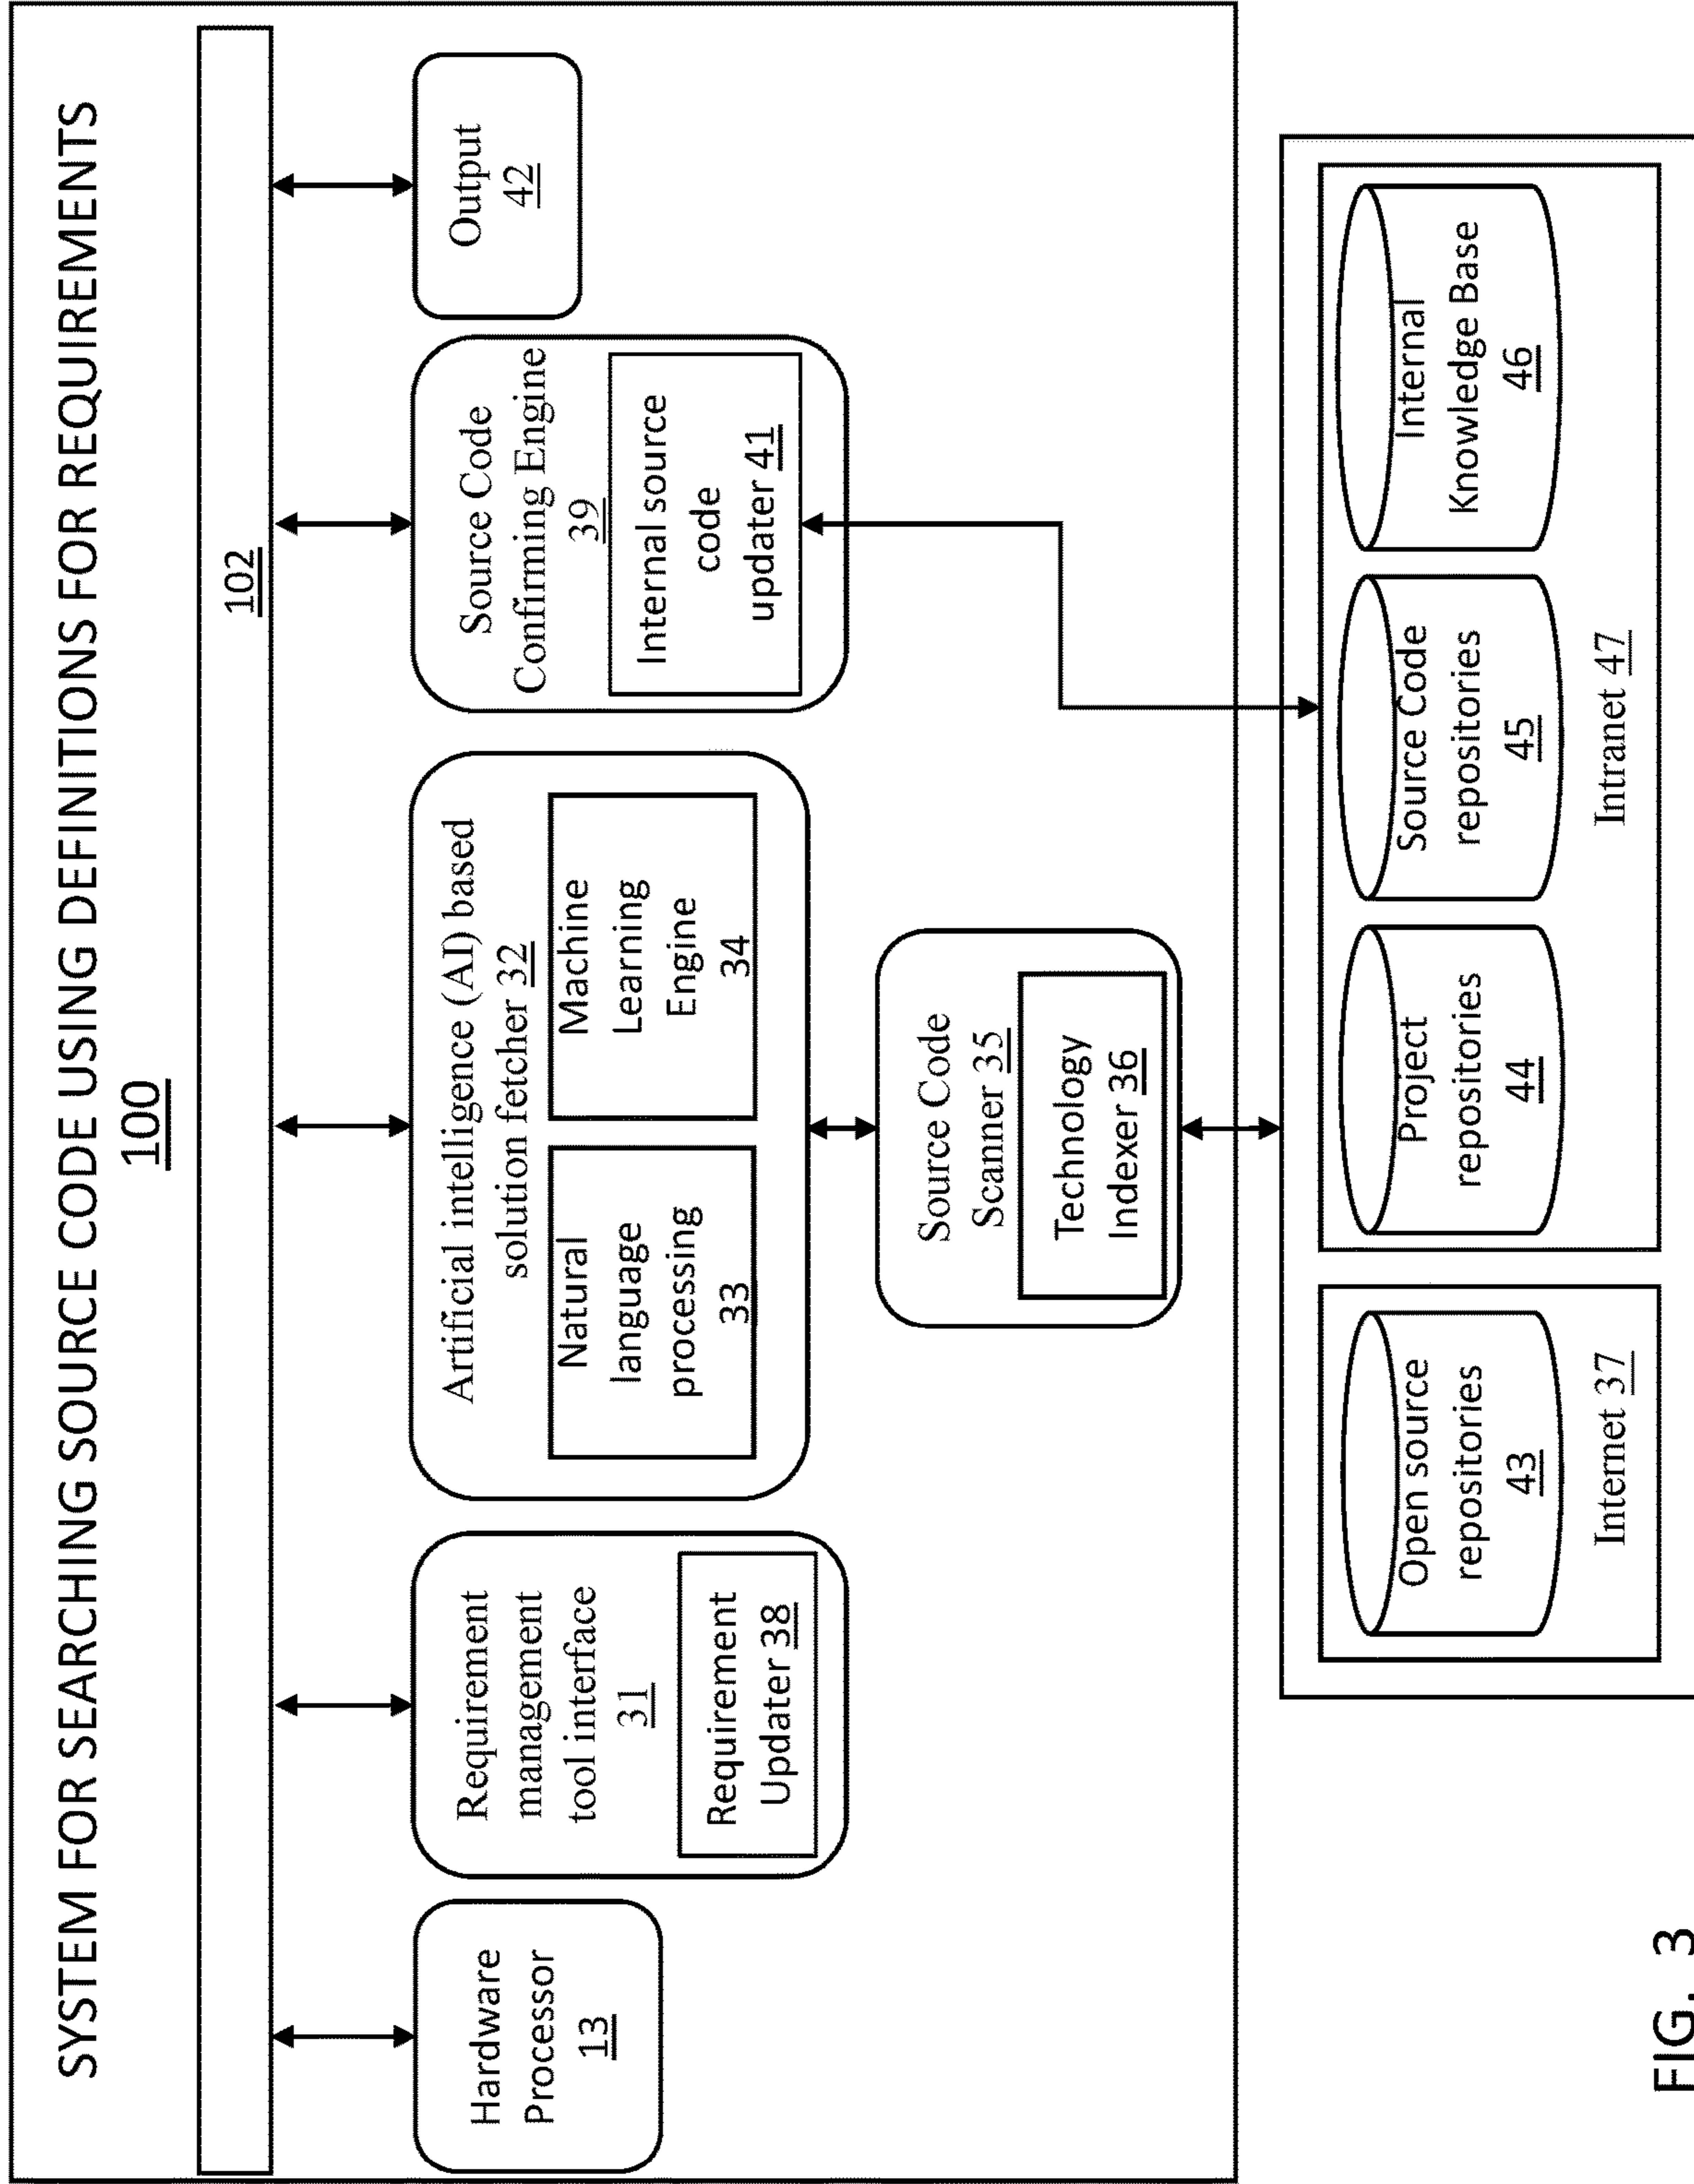 SYSTEM FOR SEARCHING SOURCE CODE USING DEFINITIONS FOR REQUIREMENTS
100
102
Hardware
Processor
13
Requirement
management
tool interface
31
Requirement
Updater 38
Artificial intelligence (AI) based
solution fetcher 32
Natural
language
processing
33
Machine
Learning
Engine
34
Source Code
Confirming Engine
39
Internal source
code
updater 41
Output
42
Source Code
Scanner 35
Technology
Indexer 36
Open source
repositories
43
Internet 37
Project
repositories
44
Source Code
repositories
45
Internal
Knowledge Base
46
Intranet 47
FIG. 3